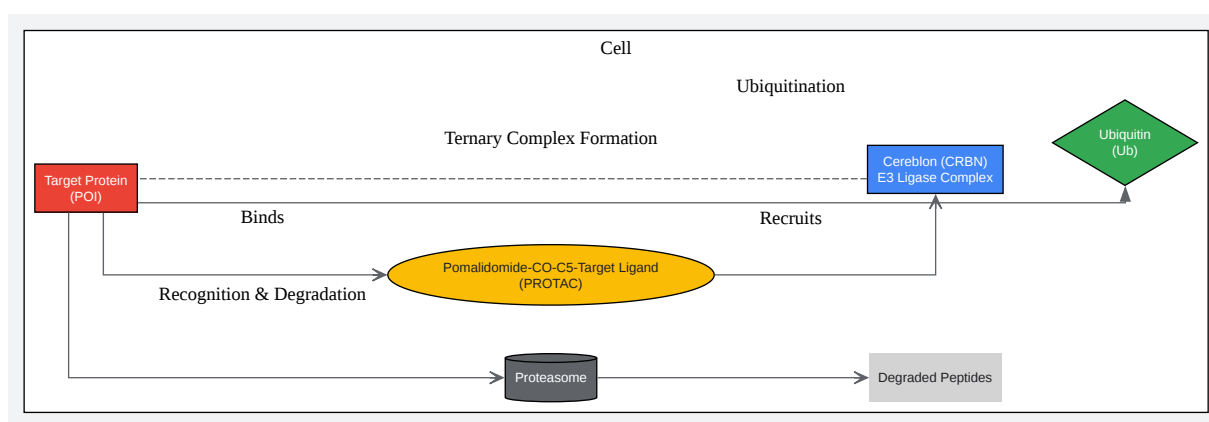 Cell
Ubiquitination
Ternary Complex Formation
Ubiquitin
(Ub)
Cereblon (CRBN)
E3 Ligase Complex
Target Protein
(POI)
Binds
Recruits
Pomalidomide-CO-C5-Target Ligand
(PROTAC)
Recognition & Degradation
Proteasome
Degraded Peptides